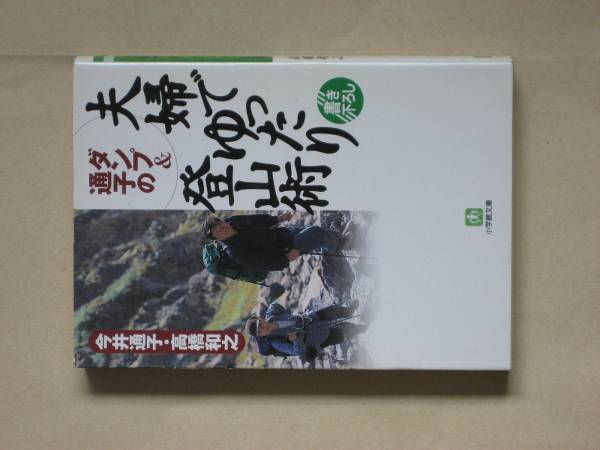 ダンプ&
通子の
夫婦で
ゆったり
登山術
書き
下ろし
今井通子・高橋和之
小学館文庫